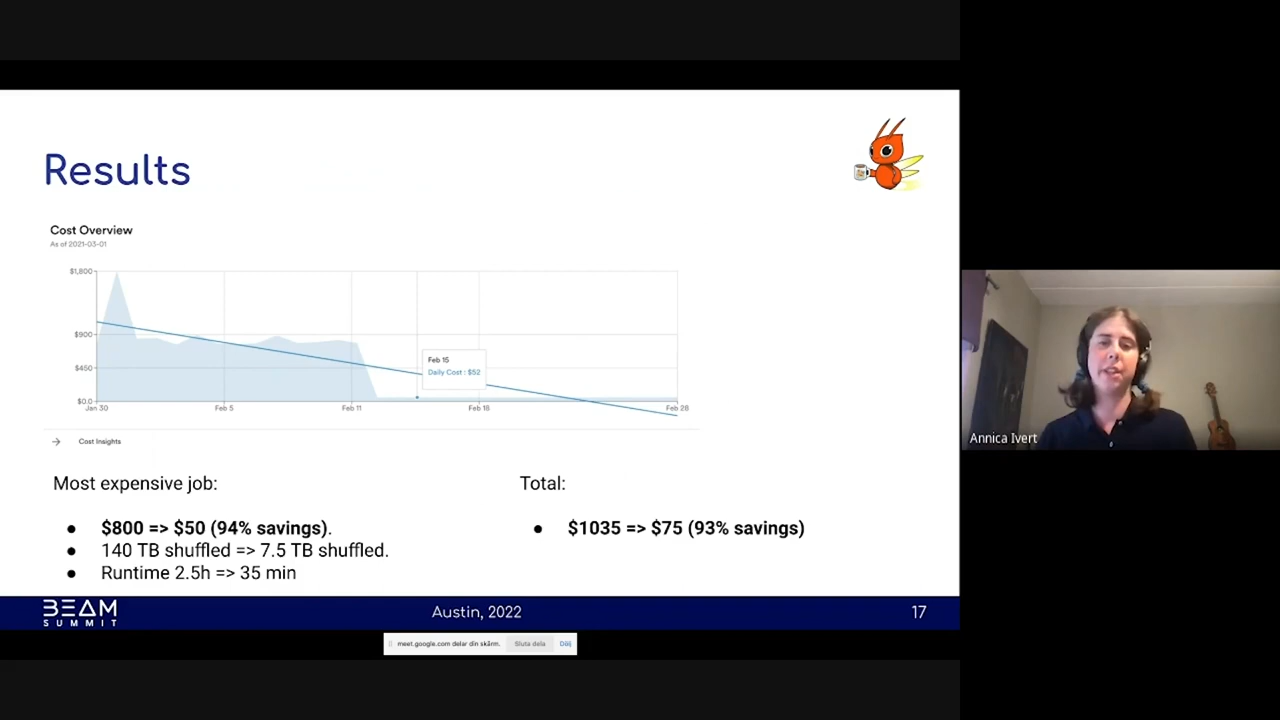 Results
Cost Overview
As of 2021-03-01
$1,800
$900
$450
$0.0
Feb 15
Daily Cost : $52
Jan 30
Feb 5
Feb 11
Feb 18
Feb 28
Cost Insights
Most expensive job:
● $800 => $50 (94% savings).
● 140 TB shuffled => 7.5 TB shuffled.
● Runtime 2.5h => 35 min
Total:
● $1035 => $75 (93% savings)
BEAM
SUMMIT
Austin, 2022
17
meet.google.com delar din skärm.
Sluta dela
Dölj
Annica Ivert